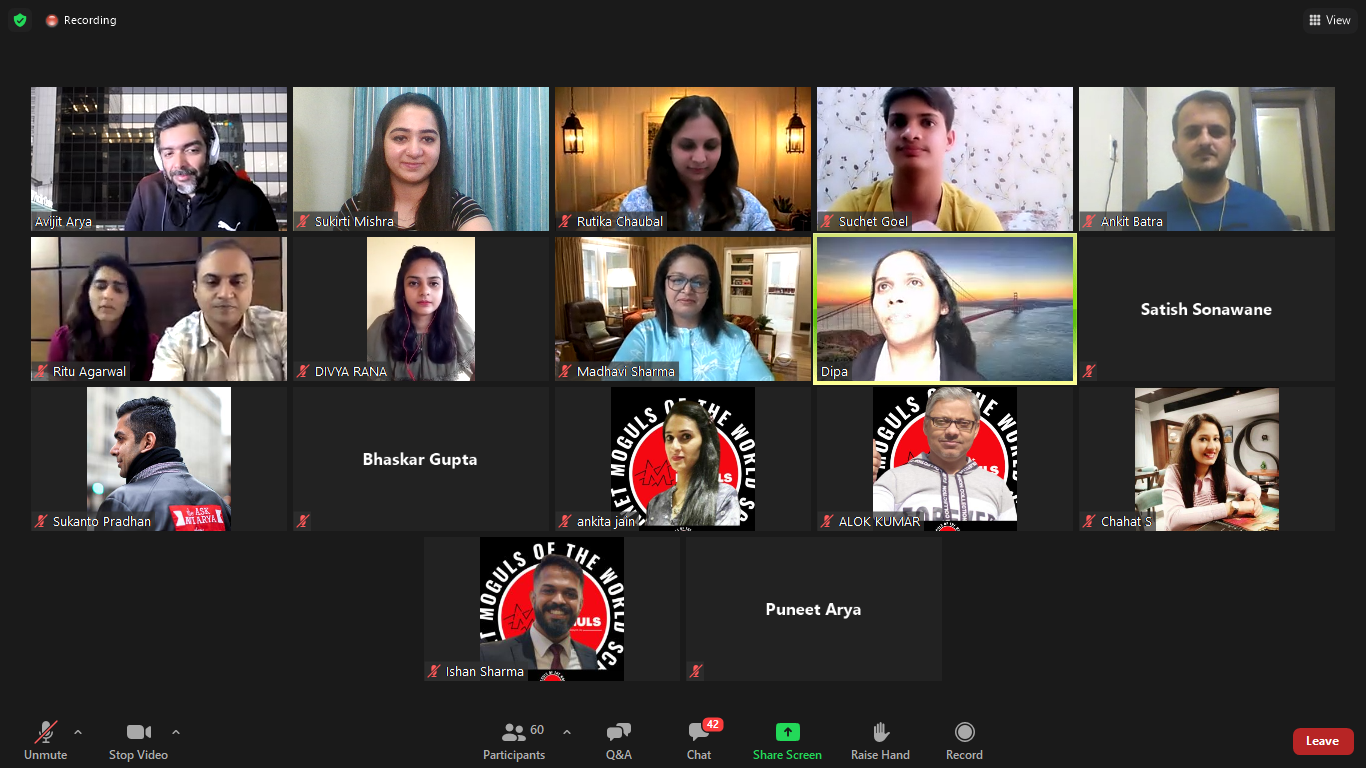 Recording
View
Avijit Arya
Sukirti Mishra
Rutika Chaubal
Suchet Goel
Ankit Batra
Ritu Agarwal
DIVYA RANA
Madhavi Sharma
Dipa
Satish Sonawane
Sukanto Pradhan
ASK
Bhaskar Gupta
MOGULS OF THE WORLD
ankita jain
MOGULS OF THE WORLD
ALOK KUMAR
Chahat S
MOGULS OF THE WORLD
Ishan Sharma
Puneet Arya
Unmute
Stop Video
60
Participants
Q&A
42
Chat
Share Screen
Raise Hand
Record
Leave